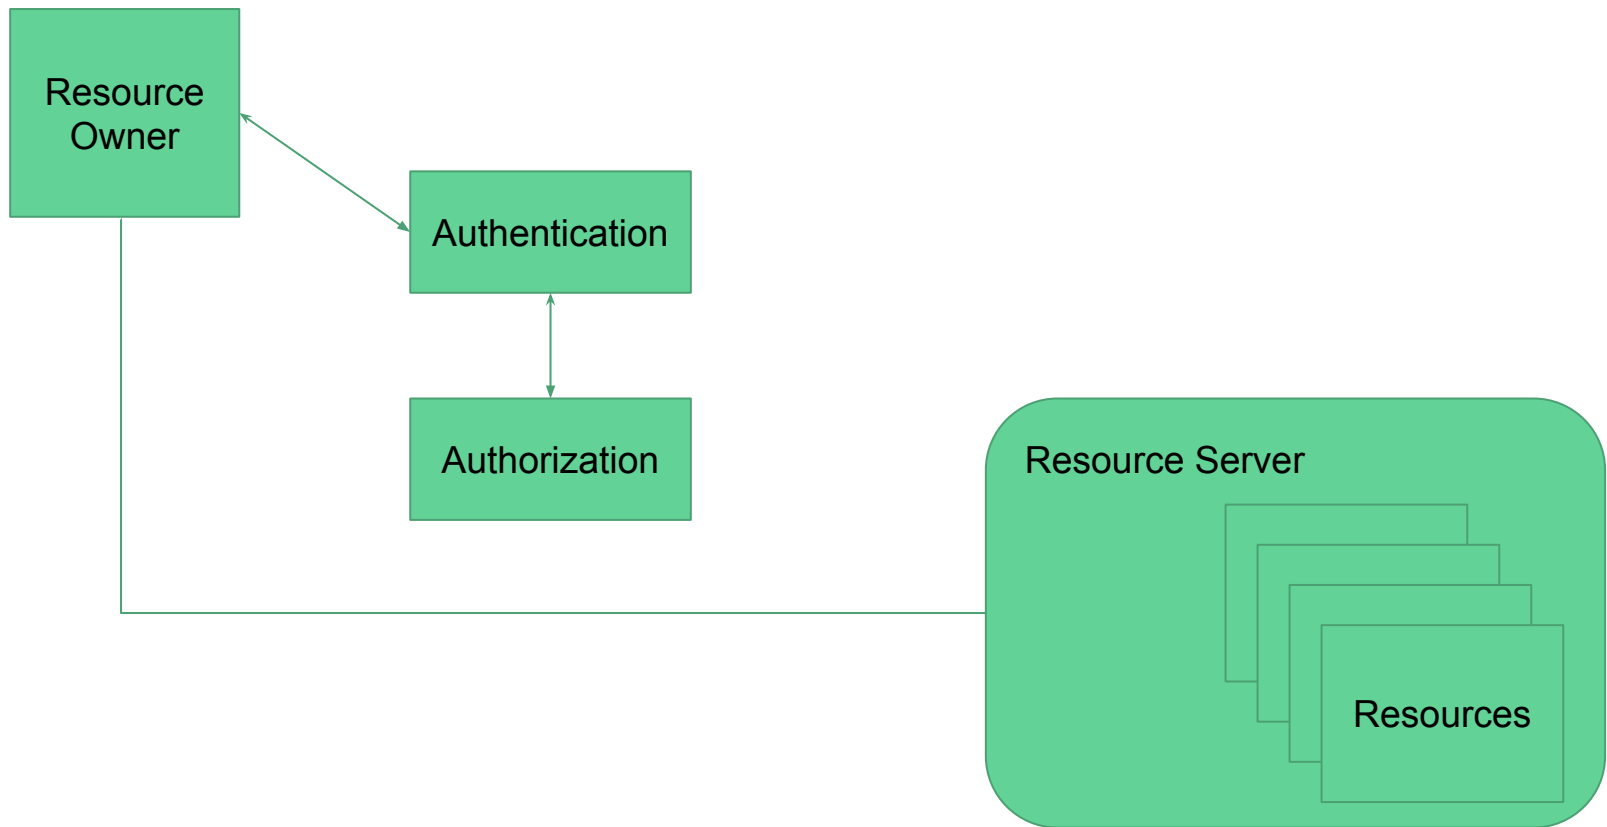 Resource
Owner
Authentication
Authorization
Resource Server
Resources